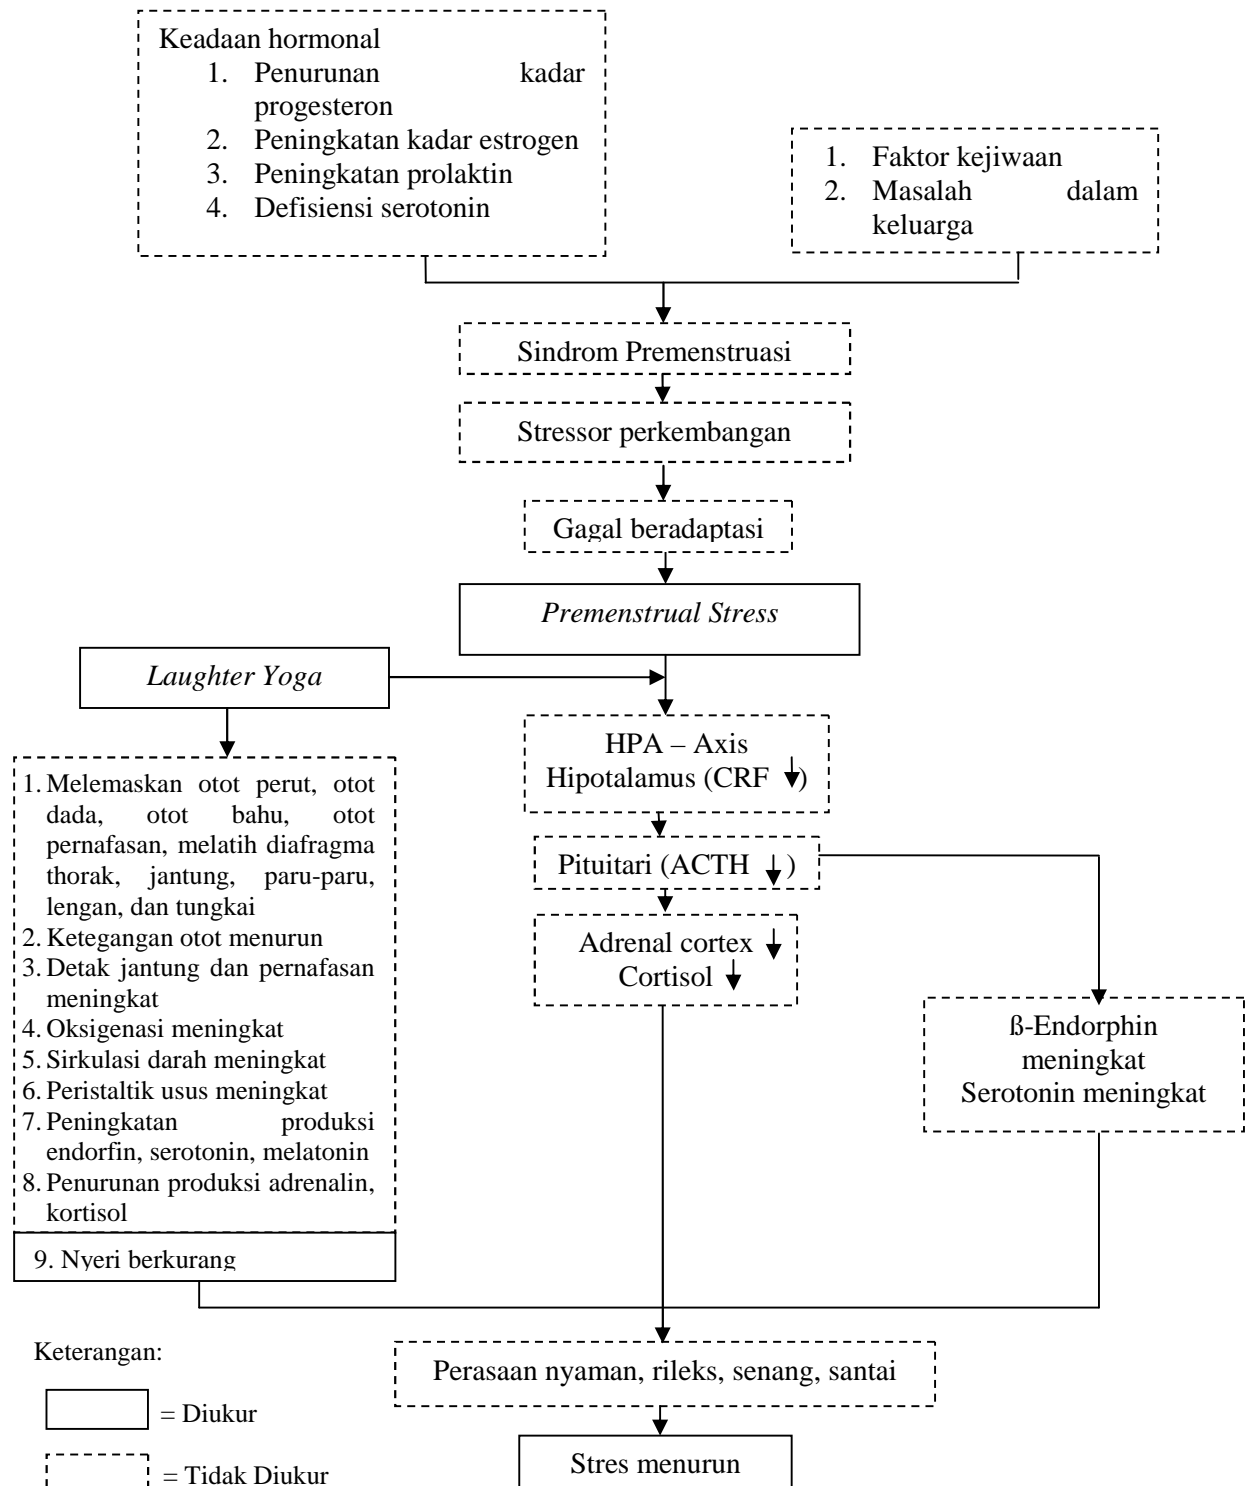 Keadaan hormonal
1. Penurunan kadar
progesteron
2. Peningkatan kadar estrogen
3. Peningkatan prolaktin
4. Defisiensi serotonin
1. Faktor kejiwaan
2. Masalah dalam
keluarga
Sindrom Premenstruasi
Stressor perkembangan
Gagal beradaptasi
Premenstrual Stress
Laughter Yoga
HPA – Axis
Hipotalamus (CRF ↓)
1. Melemaskan otot perut, otot
dada, otot bahu, otot
pernafasan, melatih diafragma
thorak, jantung, paru-paru,
lengan, dan tungkai
2. Ketegangan otot menurun
3. Detak jantung dan pernafasan
meningkat
4. Oksigenasi meningkat
5. Sirkulasi darah meningkat
6. Peristaltik usus meningkat
7. Peningkatan produksi
endorfin, serotonin, melatonin
8. Penurunan produksi adrenalin,
kortisol
9. Nyeri berkurang
Pituitari (ACTH ↓)
Adrenal cortex ↓
Cortisol ↓
ß-Endorphin
meningkat
Serotonin meningkat
Perasaan nyaman, rileks, senang, santai
Stres menurun
Keterangan:
= Diukur
= Tidak Diukur